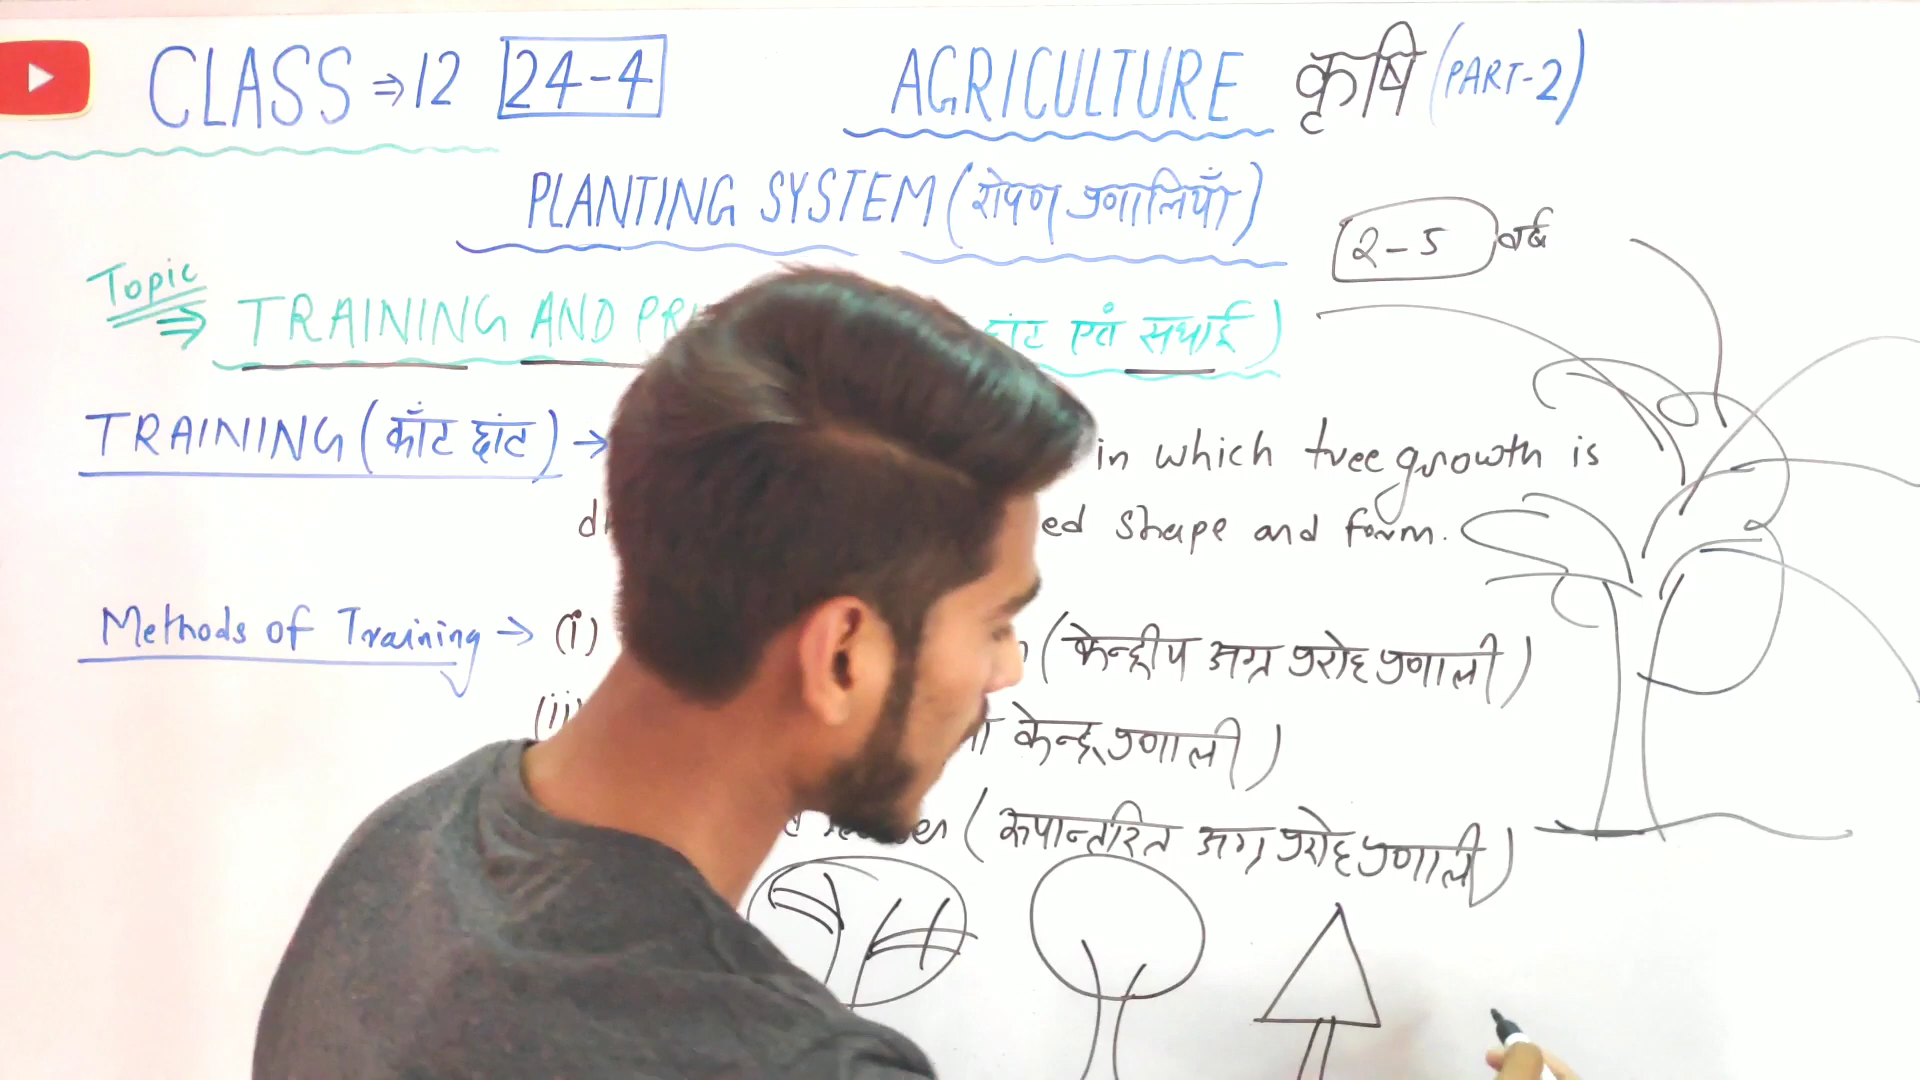 CLASS ⇒ 12 24-4 AGRICULTURE कृषि (PART-2)
PLANTING SYSTEM (रोपण प्रणालियाँ)
2-5 वर्ष
Topic
⇒ TRAINING AND एवं सधाई)
TRAINING (काँट छांट) → in which tree growth is
shape and form.
Methods of Training → (i) (केन्द्रीय अग्र प्ररोह प्रणाली)
(ii) केन्द्र प्रणाली)
(रूपान्तरित अग्र प्ररोह प्रणाली)